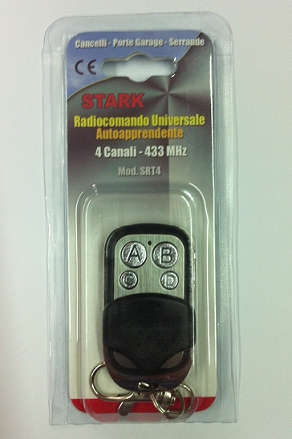 Cancelli - Porte Garage - Serrande
CE
STARK
Radiocomando Universale
Autoapprendente
4 Canali - 433 MHz
Mod. SRT4
A B
C D